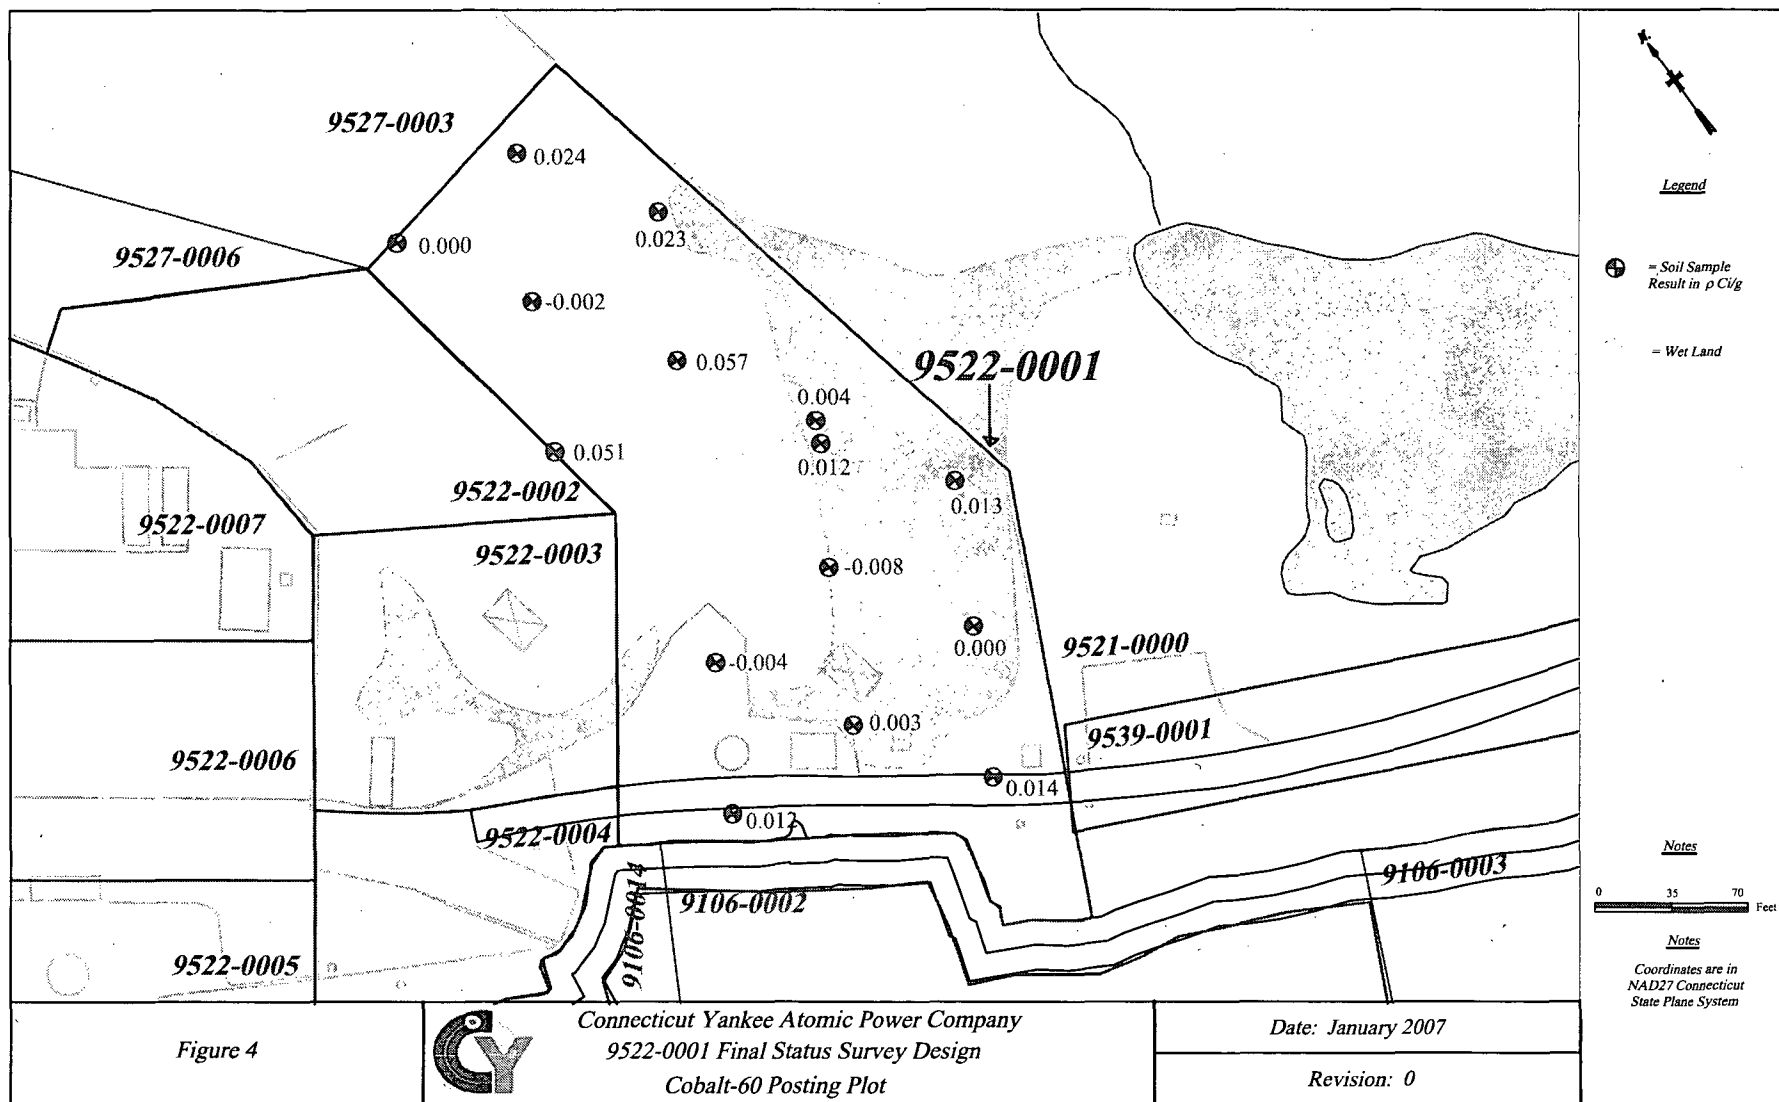 N.
9527-0003
0.024
Legend
0.023
0.000
9527-0006
= Soil Sample
Result in ρ Ci/g
-0.002
= Wet Land
0.057
9522-0001
0.004
0.012
0.051
0.013
9522-0002
9522-0007
9522-0003
-0.008
9521-0000
0.000
-0.004
0.003
9539-0001
9522-0006
0.014
0.012
9522-0004
9106-0014
9106-0002
9106-0003
9522-0005
Notes
0 35 70
Feet
Notes
Coordinates are in
NAD27 Connecticut
State Plane System
Figure 4
CY
Connecticut Yankee Atomic Power Company
9522-0001 Final Status Survey Design
Cobalt-60 Posting Plot
Date: January 2007
Revision: 0